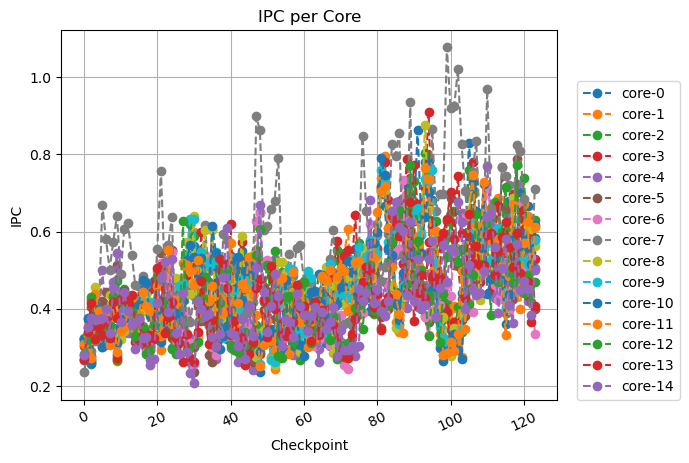 IPC per Core
1.0
0.8
0.6
0.4
0.2
IPC
0
20
40
60
80
100
120
Checkpoint
core-0
core-1
core-2
core-3
core-4
core-5
core-6
core-7
core-8
core-9
core-10
core-11
core-12
core-13
core-14